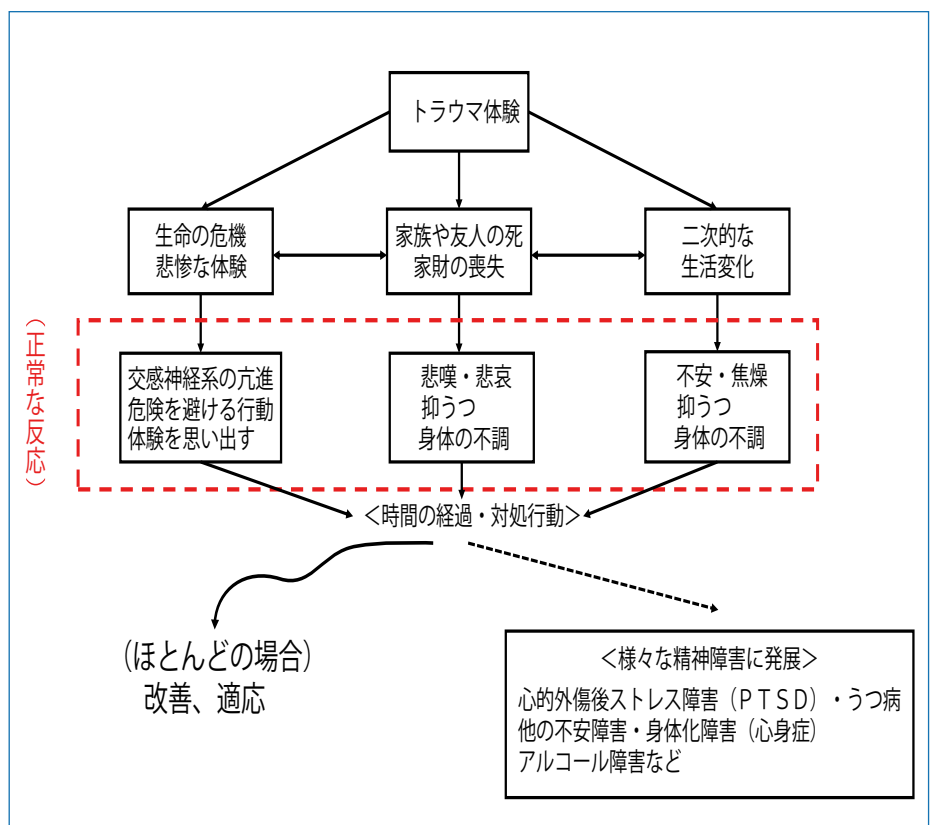 トラウマ体験
生命の危機
悲惨な体験
家族や友人の死
家財の喪失
二次的な
生活変化
（正常な反応）
交感神経系の亢進
危険を避ける行動
体験を思い出す
悲嘆・悲哀
抑うつ
身体の不調
不安・焦燥
抑うつ
身体の不調
＜時間の経過・対処行動＞
(ほとんどの場合)
改善、適応
＜様々な精神障害に発展＞
心的外傷後ストレス障害（ＰＴＳＤ）・うつ病
他の不安障害・身体化障害（心身症）
アルコール障害など